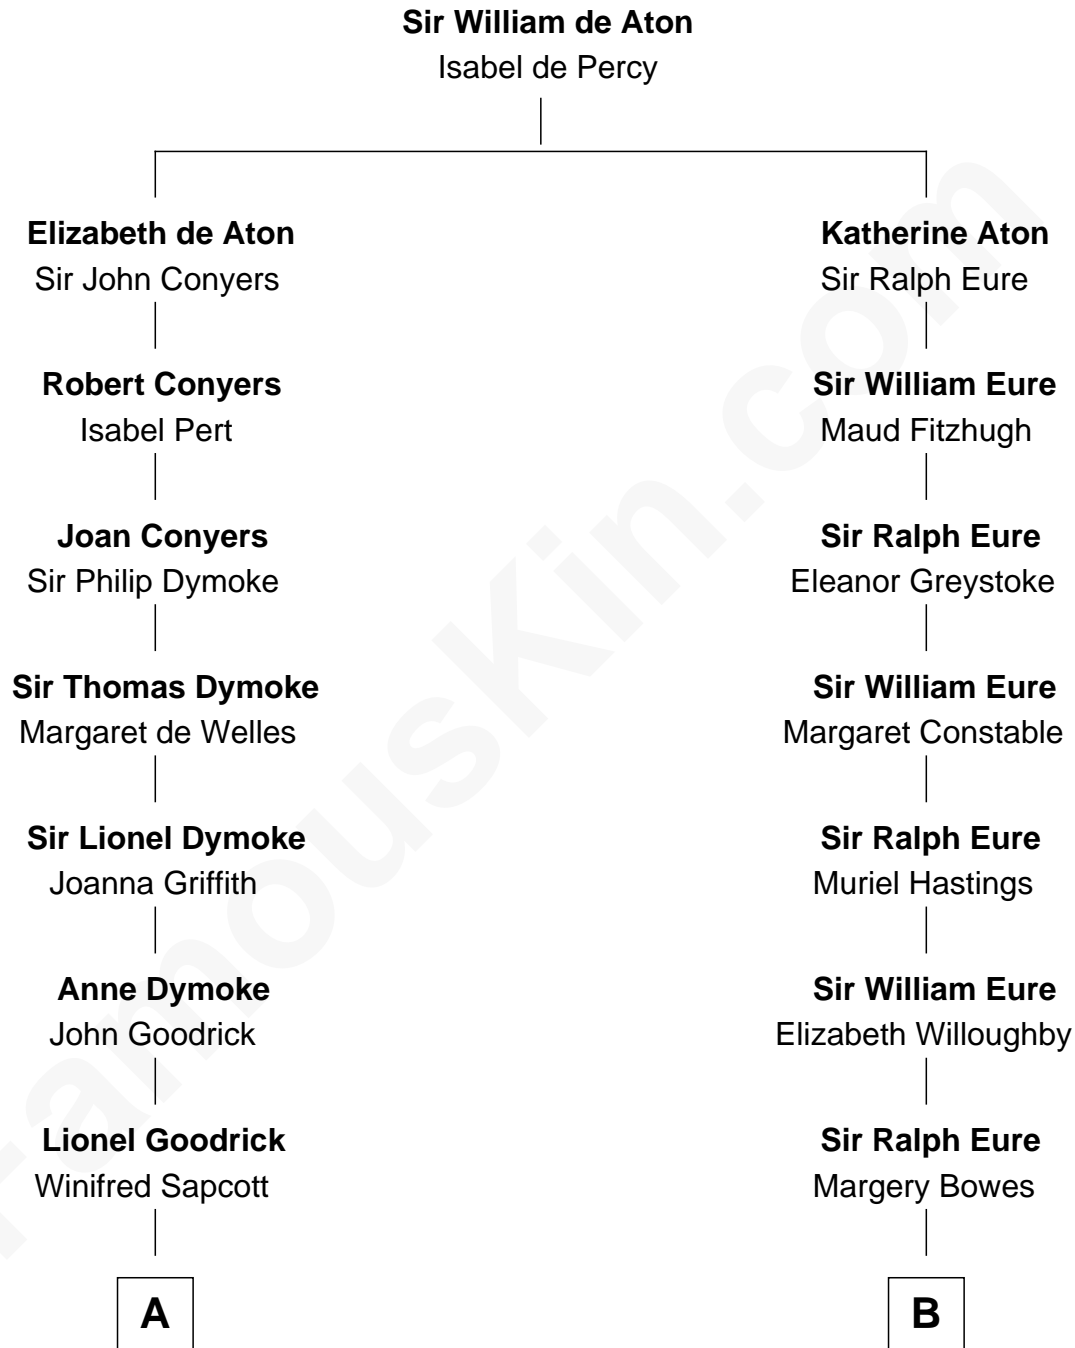 Sir William de Aton
Isabel de Percy
Elizabeth de Aton
Sir John Conyers
Katherine Aton
Sir Ralph Eure
Robert Conyers
Isabel Pert
Sir William Eure
Maud Fitzhugh
Joan Conyers
Sir Philip Dymoke
Sir Ralph Eure
Eleanor Greystoke
Sir Thomas Dymoke
Margaret de Welles
Sir William Eure
Margaret Constable
Sir Lionel Dymoke
Joanna Griffith
Sir Ralph Eure
Muriel Hastings
Anne Dymoke
John Goodrick
Sir William Eure
Elizabeth Willoughby
Lionel Goodrick
Winifred Sapcott
Sir Ralph Eure
Margery Bowes
A
B
FamousKin.com